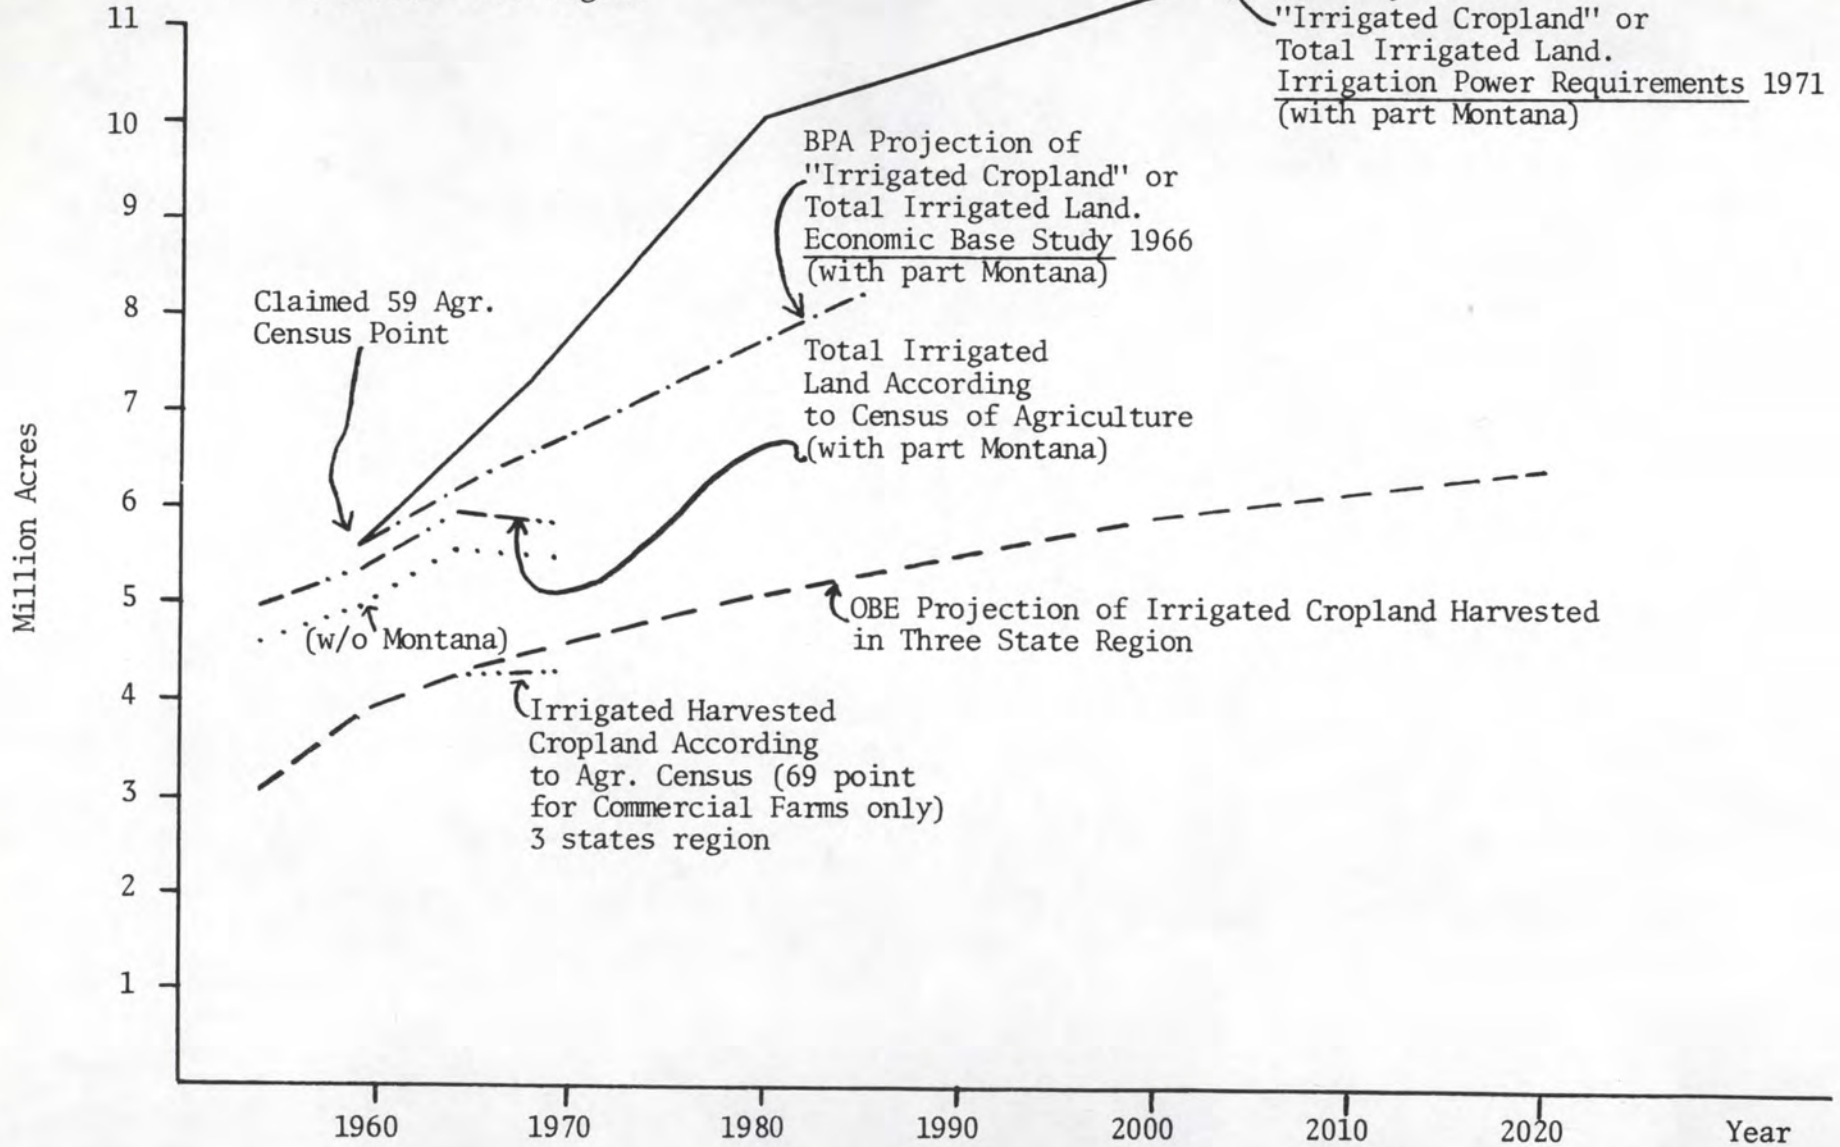 11
10
9
8
7
6
5
4
3
2
1
Million Acres
"Irrigated Cropland" or
Total Irrigated Land.
Irrigation Power Requirements 1971
(with part Montana)
BPA Projection of
"Irrigated Cropland" or
Total Irrigated Land.
Economic Base Study 1966
(with part Montana)
Claimed 59 Agr.
Census Point
Total Irrigated
Land According
to Census of Agriculture
(with part Montana)
(w/o Montana)
OBE Projection of Irrigated Cropland Harvested
in Three State Region
Irrigated Harvested
Cropland According
to Agr. Census (69 point
for Commercial Farms only)
3 states region
1960 1970 1980 1990 2000 2010 2020 Year